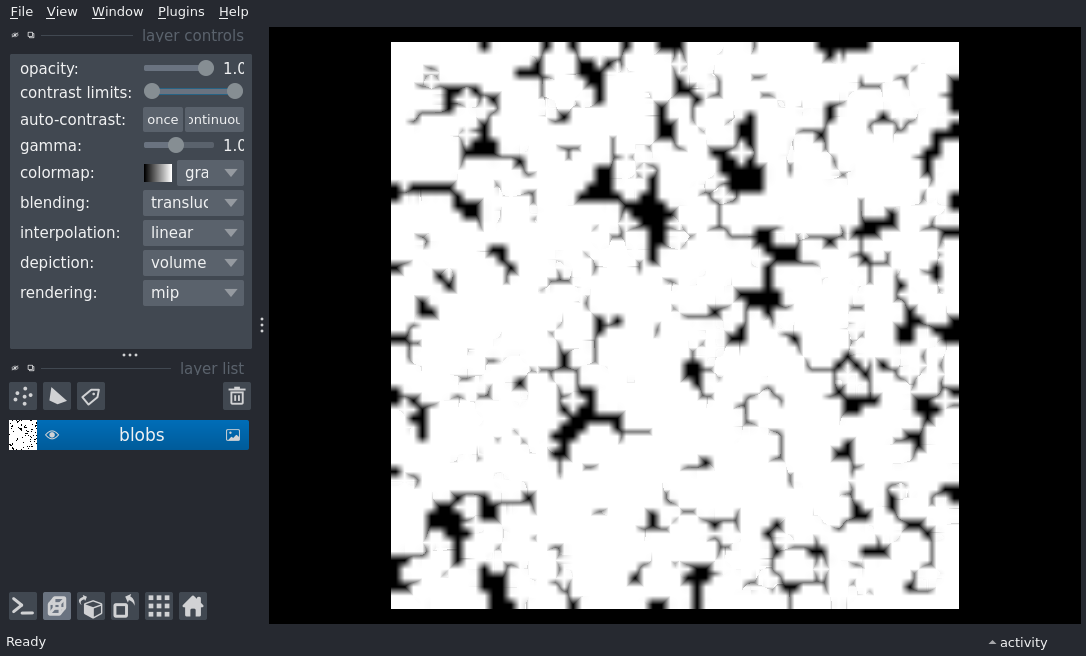 File View Window Plugins Help
layer controls
opacity: 1.0
contrast limits:
auto-contrast: once ontinuou
gamma: 1.0
colormap: gra
blending: transluc
interpolation: linear
depiction: volume
rendering: mip
layer list
blobs
Ready
activity